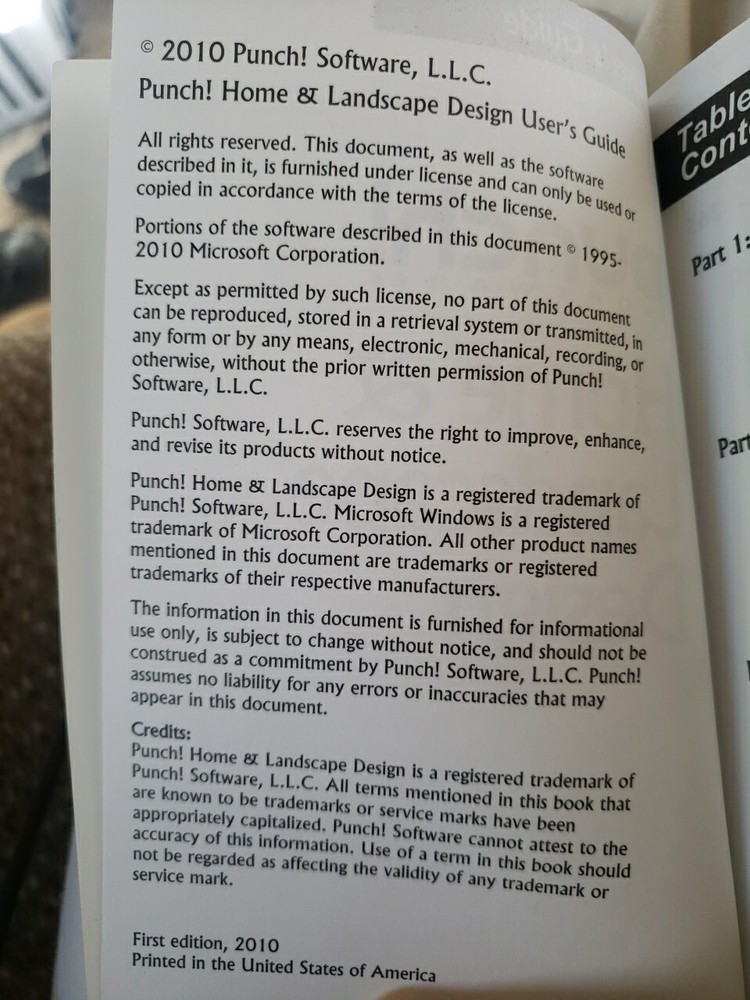 © 2010 Punch! Software, L.L.C.
Punch! Home & Landscape Design User's Guide
All rights reserved. This document, as well as the software
described in it, is furnished under license and can only be used or
copied in accordance with the terms of the license.
Portions of the software described in this document © 1995-
2010 Microsoft Corporation.
Except as permitted by such license, no part of this document
can be reproduced, stored in a retrieval system or transmitted, in
any form or by any means, electronic, mechanical, recording, or
otherwise, without the prior written permission of Punch!
Software, L.L.C.
Punch! Software, L.L.C. reserves the right to improve, enhance,
and revise its products without notice.
Punch! Home & Landscape Design is a registered trademark of
Punch! Software, L.L.C. Microsoft Windows is a registered
trademark of Microsoft Corporation. All other product names
mentioned in this document are trademarks or registered
trademarks of their respective manufacturers.
The information in this document is furnished for informational
use only, is subject to change without notice, and should not be
construed as a commitment by Punch! Software, L.L.C. Punch!
assumes no liability for any errors or inaccuracies that may
appear in this document.
Credits:
Punch! Home & Landscape Design is a registered trademark of
Punch! Software, L.L.C. All terms mentioned in this book that
are known to be trademarks or service marks have been
appropriately capitalized. Punch! Software cannot attest to the
accuracy of this information. Use of a term in this book should
not be regarded as affecting the validity of any trademark or
service mark.
First edition, 2010
Printed in the United States of America
Table
Cont
Part 1:
Part